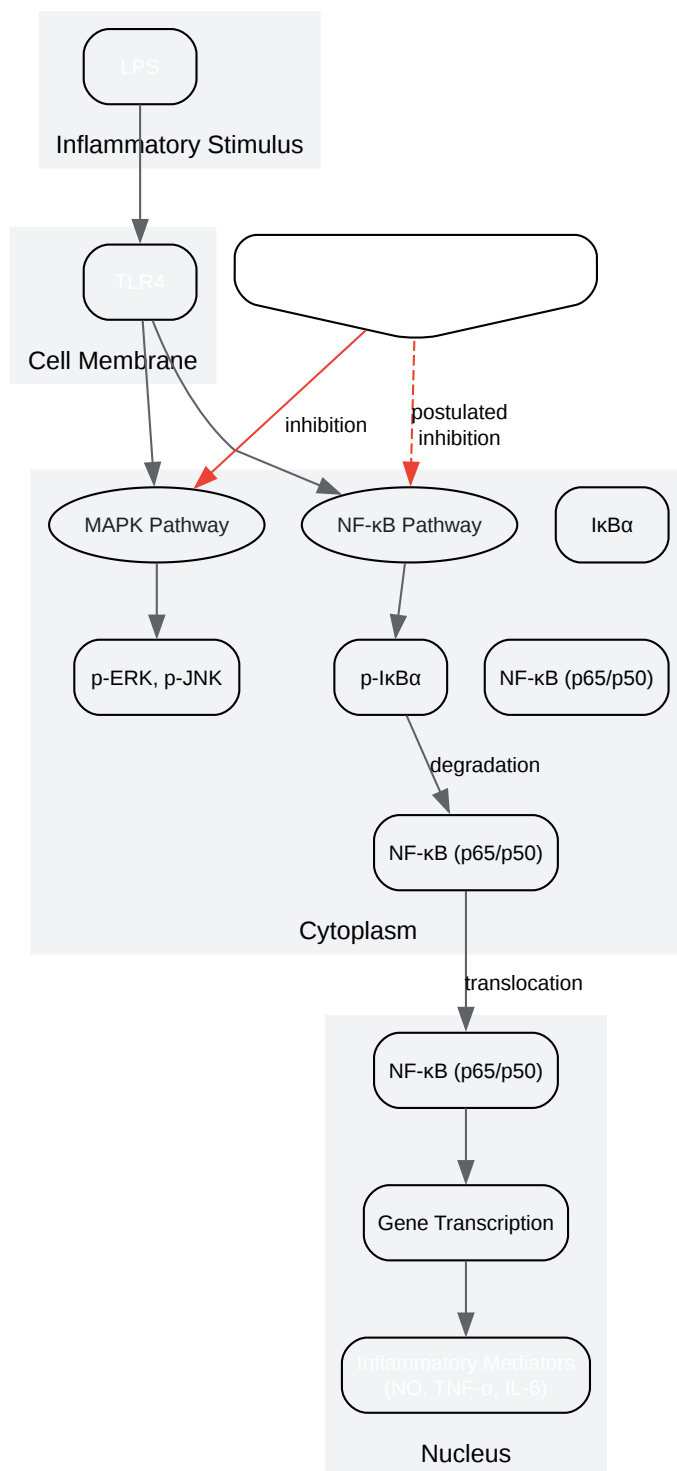 LPS
Inflammatory Stimulus
TLR4
Cell Membrane
inhibition
postulated
inhibition
MAPK Pathway
NF-κB Pathway
IκBα
p-ERK, p-JNK
p-IκBα
NF-κB (p65/p50)
degradation
NF-κB (p65/p50)
Cytoplasm
translocation
NF-κB (p65/p50)
Gene Transcription
Inflammatory Mediators
(NO, TNF-α, IL-6)
Nucleus